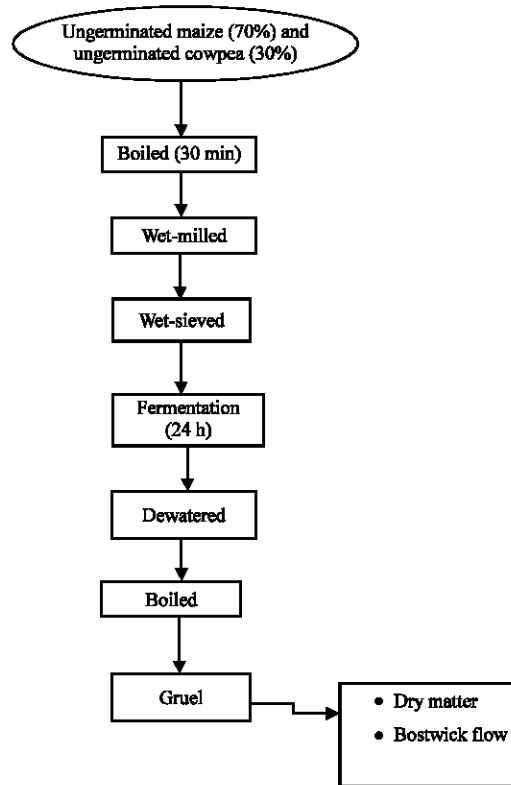 Ungerminated maize (70%) and
ungerminated cowpea (30%)
Boiled (30 min)
Wet-milled
Wet-sieved
Fermentation
(24 h)
Dewatered
Boiled
Gruel
• Dry matter
• Bostwick flow